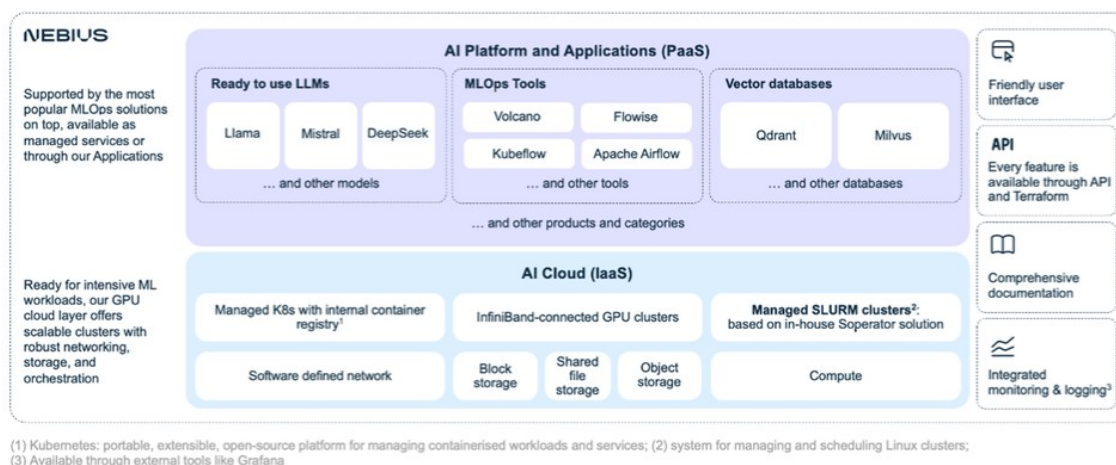 NEBIUS
Supported by the most
popular MLOps solutions
on top, available as
managed services or
through our Applications
AI Platform and Applications (PaaS)
Ready to use LLMs
Llama
Mistral
DeepSeek
... and other models
MLOps Tools
Volcano
Flowise
Kubeflow
Apache Airflow
... and other tools
Vector databases
Qdrant
Milvus
... and other databases
... and other products and categories
Ready for intensive ML
workloads, our GPU
cloud layer offers
scalable clusters with
robust networking,
storage, and
orchestration
AI Cloud (IaaS)
Managed K8s with internal container
registry¹
InfiniBand-connected GPU clusters
Managed SLURM clusters²:
based on in-house Soperator solution
Software defined network
Block
storage
Shared
file
storage
Object
storage
Compute
Friendly user
interface
API
Every feature is
available through API
and Terraform
Comprehensive
documentation
Integrated
monitoring & logging³
(1) Kubernetes: portable, extensible, open-source platform for managing containerised workloads and services; (2) system for managing and scheduling Linux clusters;
(3) Available through external tools like Grafana